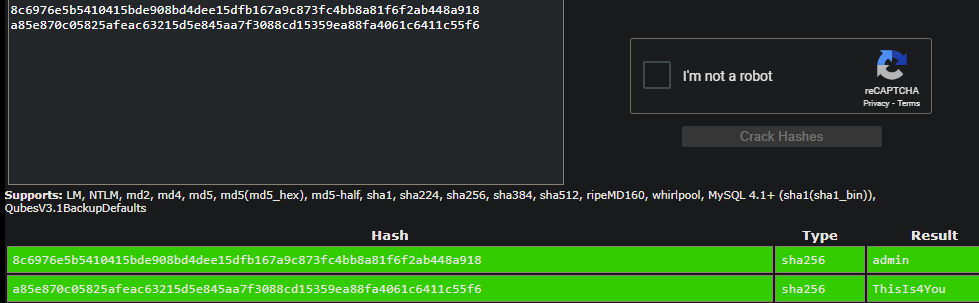 8c6976e5b5410415bde908bd4dee15dfb167a9c873fc4bb8a81f6f2ab448a918
a85e870c05825afeac63215d5e845aa7f3088cd15359ea88fa4061c6411c55f6
I'm not a robot
reCAPTCHA
Privacy - Terms
Crack Hashes
Supports: LM, NTLM, md2, md4, md5, md5(md5_hex), md5-half, sha1, sha224, sha256, sha384, sha512, ripeMD160, whirlpool, MySQL 4.1+ (sha1(sha1_bin)),
QubesV3.1BackupDefaults
Hash Type Result
8c6976e5b5410415bde908bd4dee15dfb167a9c873fc4bb8a81f6f2ab448a918 sha256 admin
a85e870c05825afeac63215d5e845aa7f3088cd15359ea88fa4061c6411c55f6 sha256 ThisIs4You